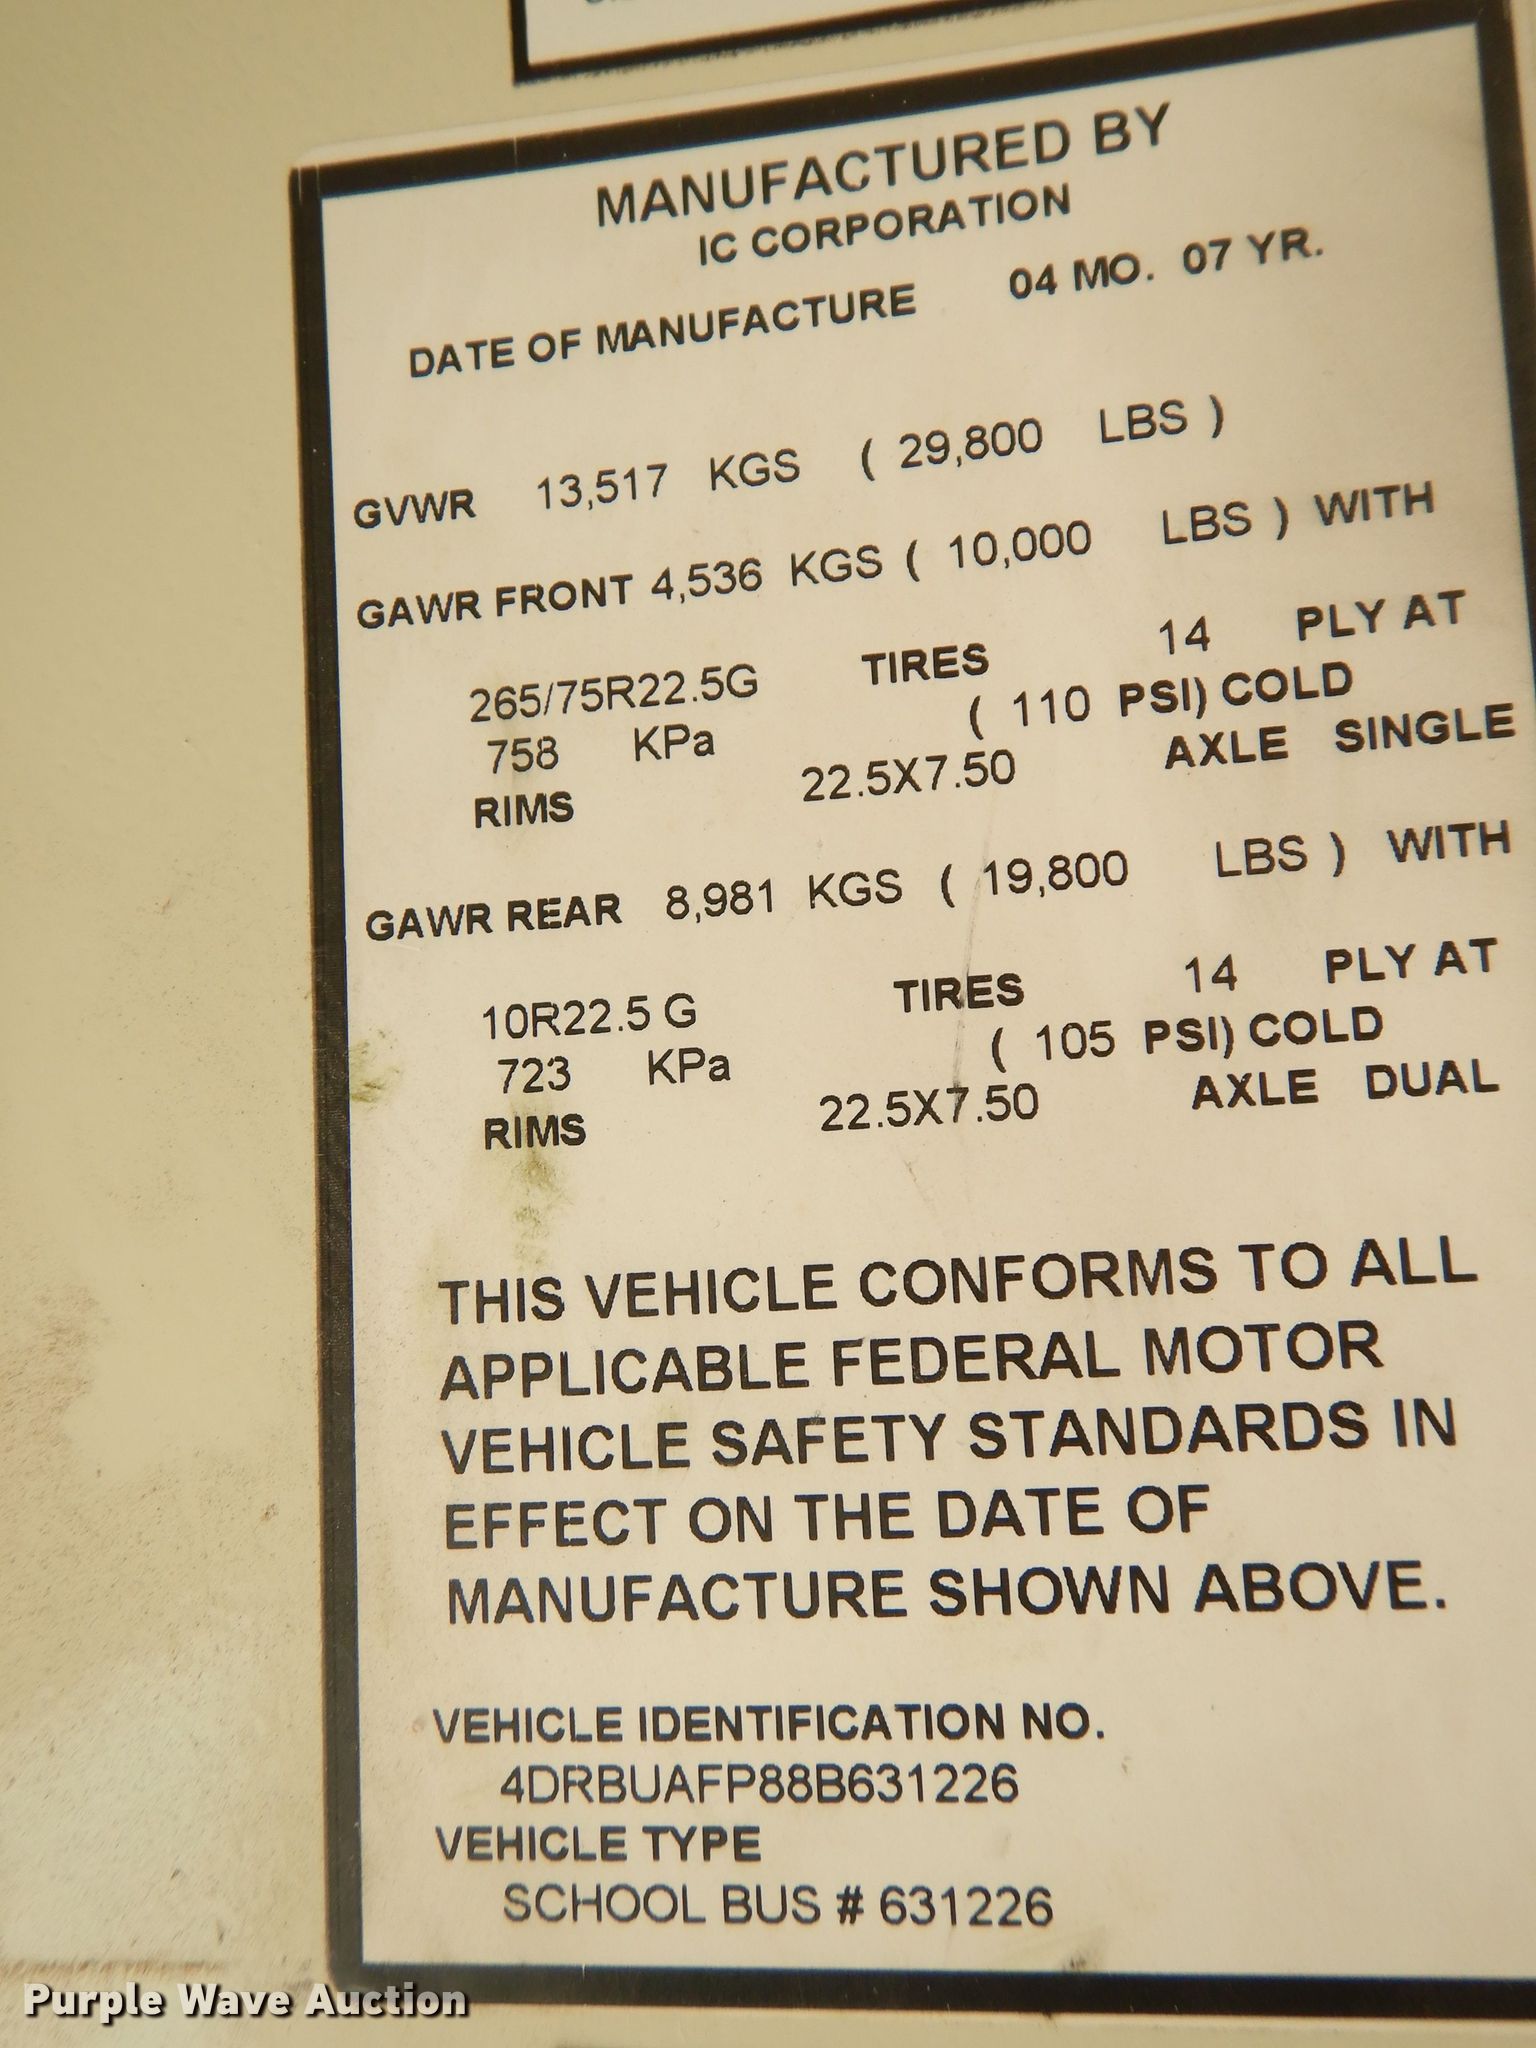 MANUFACTURED BY
IC CORPORATION
DATE OF MANUFACTURE 04 MO. 07 YR.
GVWR 13,517 KGS ( 29,800 LBS )
GAWR FRONT 4,536 KGS ( 10,000 LBS ) WITH
265/75R22.5G TIRES 14 PLY AT
758 KPa ( 110 PSI) COLD
RIMS 22.5X7.50 AXLE SINGLE
GAWR REAR 8,981 KGS ( 19,800 LBS ) WITH
10R22.5 G TIRES 14 PLY AT
723 KPa ( 105 PSI) COLD
RIMS 22.5X7.50 AXLE DUAL
THIS VEHICLE CONFORMS TO ALL
APPLICABLE FEDERAL MOTOR
VEHICLE SAFETY STANDARDS IN
EFFECT ON THE DATE OF
MANUFACTURE SHOWN ABOVE.
VEHICLE IDENTIFICATION NO.
4DRBUAFP88B631226
VEHICLE TYPE
SCHOOL BUS # 631226
Purple Wave Auction